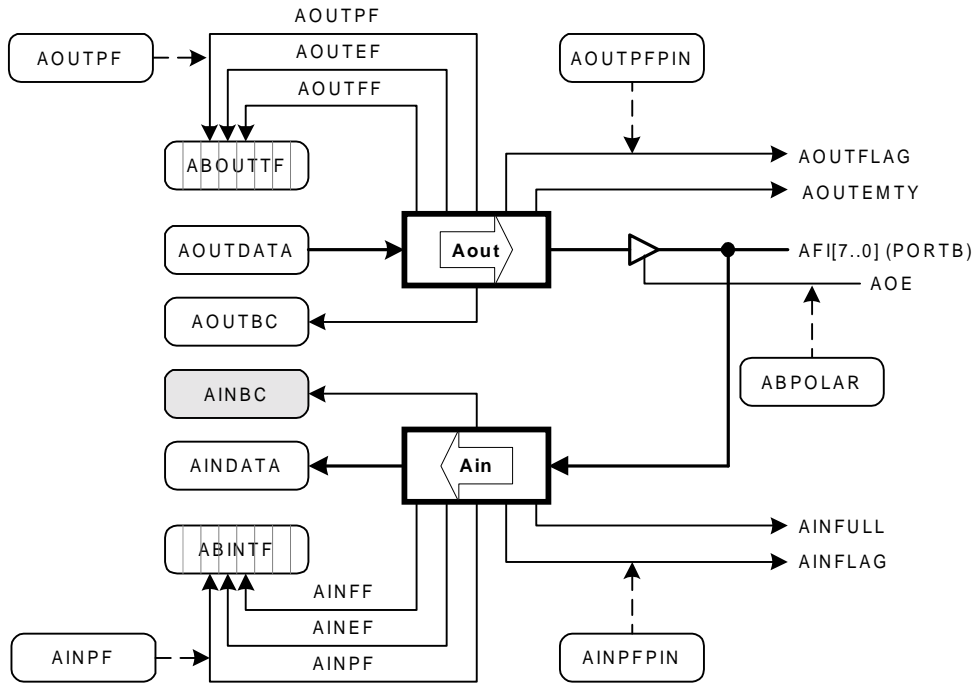 AOUTPF
AOUTPF
AOUTPFPIN
AOUTEF
AOUTFF
ABOUTTF
AOUTFLAG
AOUTEMTY
AOUTDATA
Aout
AFI[7..0] (PORTB)
AOE
AOUTBC
ABPOLAR
AINBC
AINDATA
Ain
AINFULL
ABINTF
AINFLAG
AINFF
AINEF
AINPF
AINPF
AINPFPIN